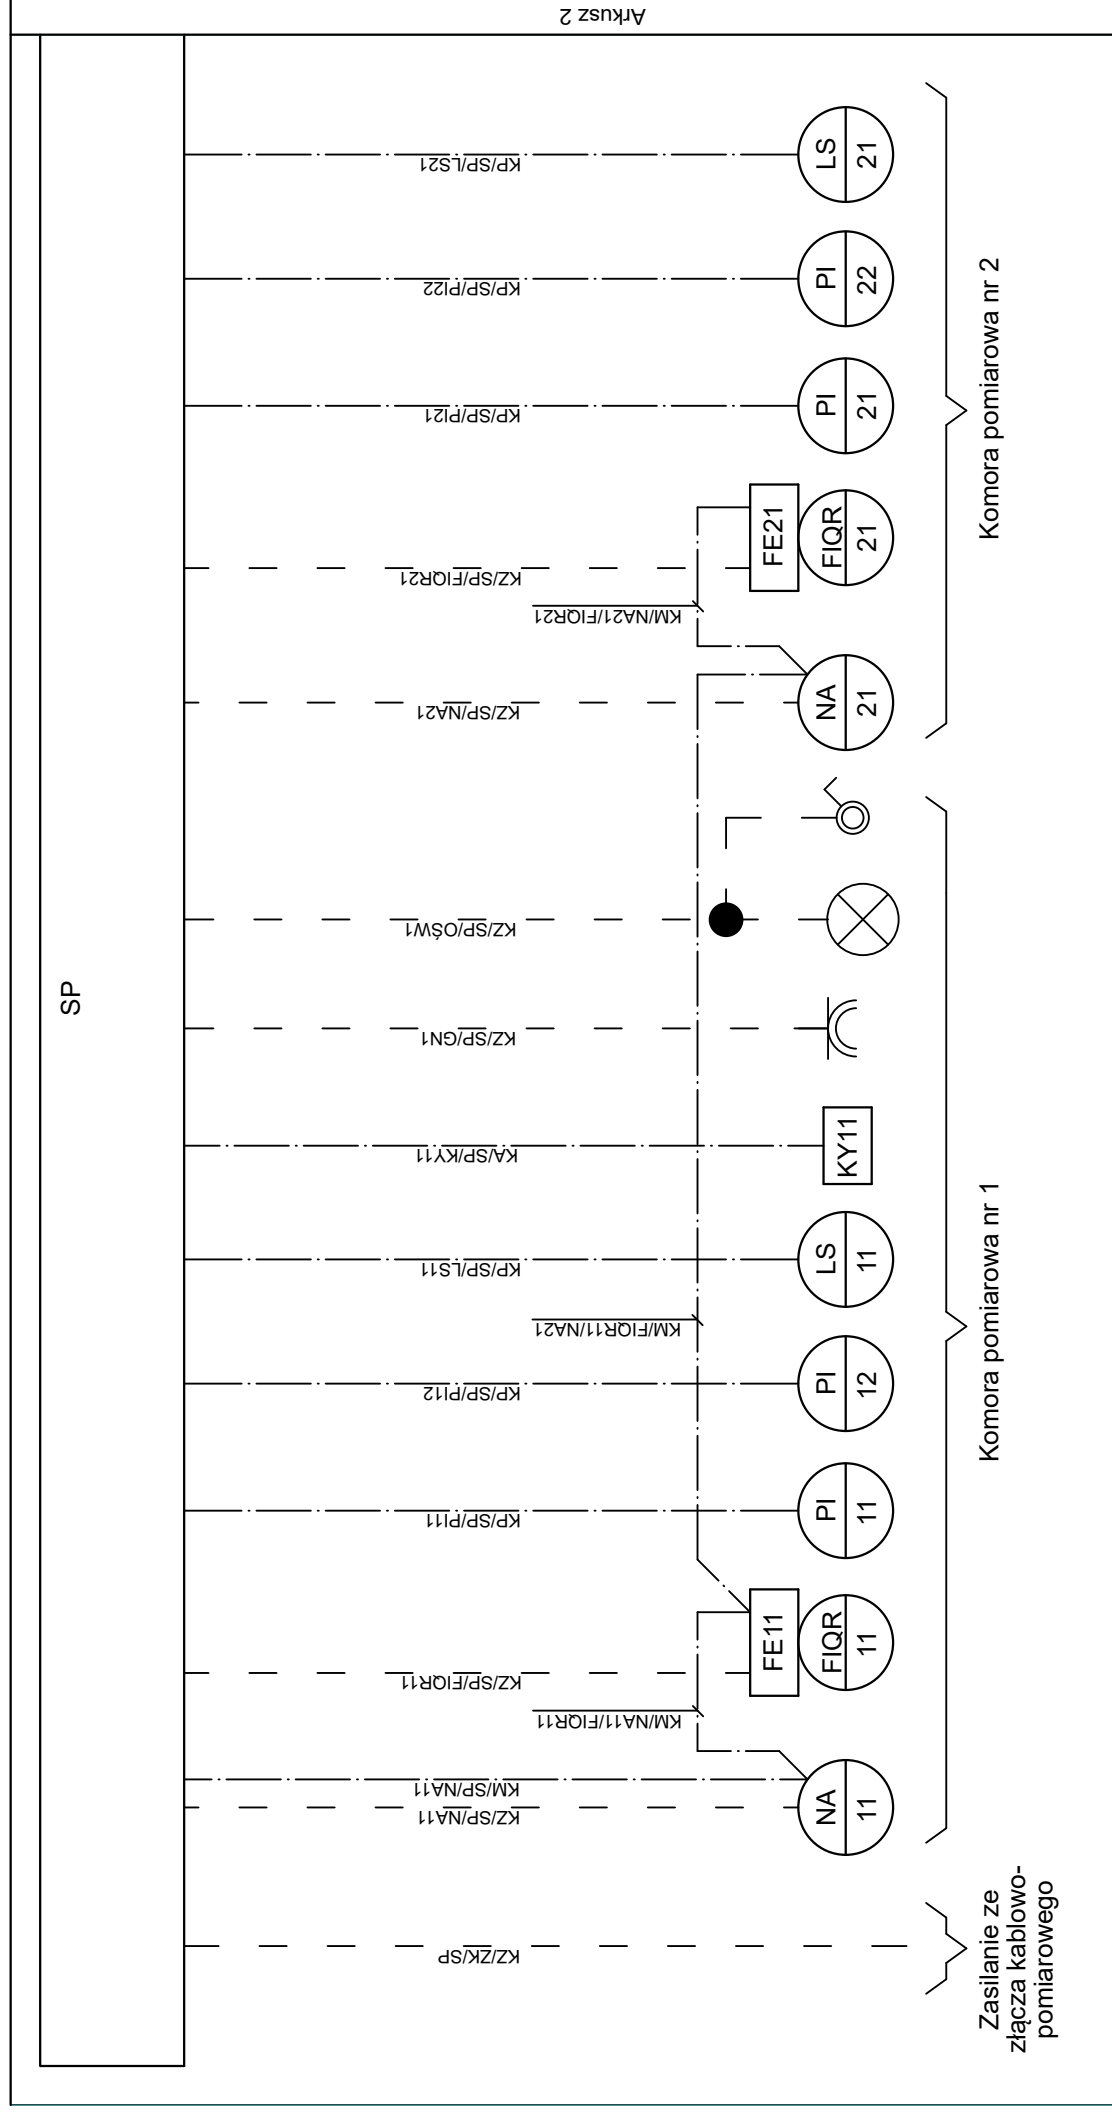 Arkusz 2
SP
KZ/ZK/SP
KZ/SP/NA11
KM/SP/NA11
KM/NA11/FIQR11
KZ/SP/FIQR11
KP/SP/PI11
KP/SP/PI12
KM/FIQR11/NA21
KP/SP/LS11
KA/SP/KY11
KZ/SP/GN1
KZ/SP/OŚW1
KZ/SP/NA21
KM/NA21/FIQR21
KZ/SP/FIQR21
KP/SP/PI21
KP/SP/PI22
KP/SP/LS21
NA
11
FE11
FIQR
11
PI
11
PI
12
LS
11
KY11
NA
21
FE21
FIQR
21
PI
21
PI
22
LS
21
Zasilanie ze
złącza kablowo-
pomiarowego
Komora pomiarowa nr 1
Komora pomiarowa nr 2